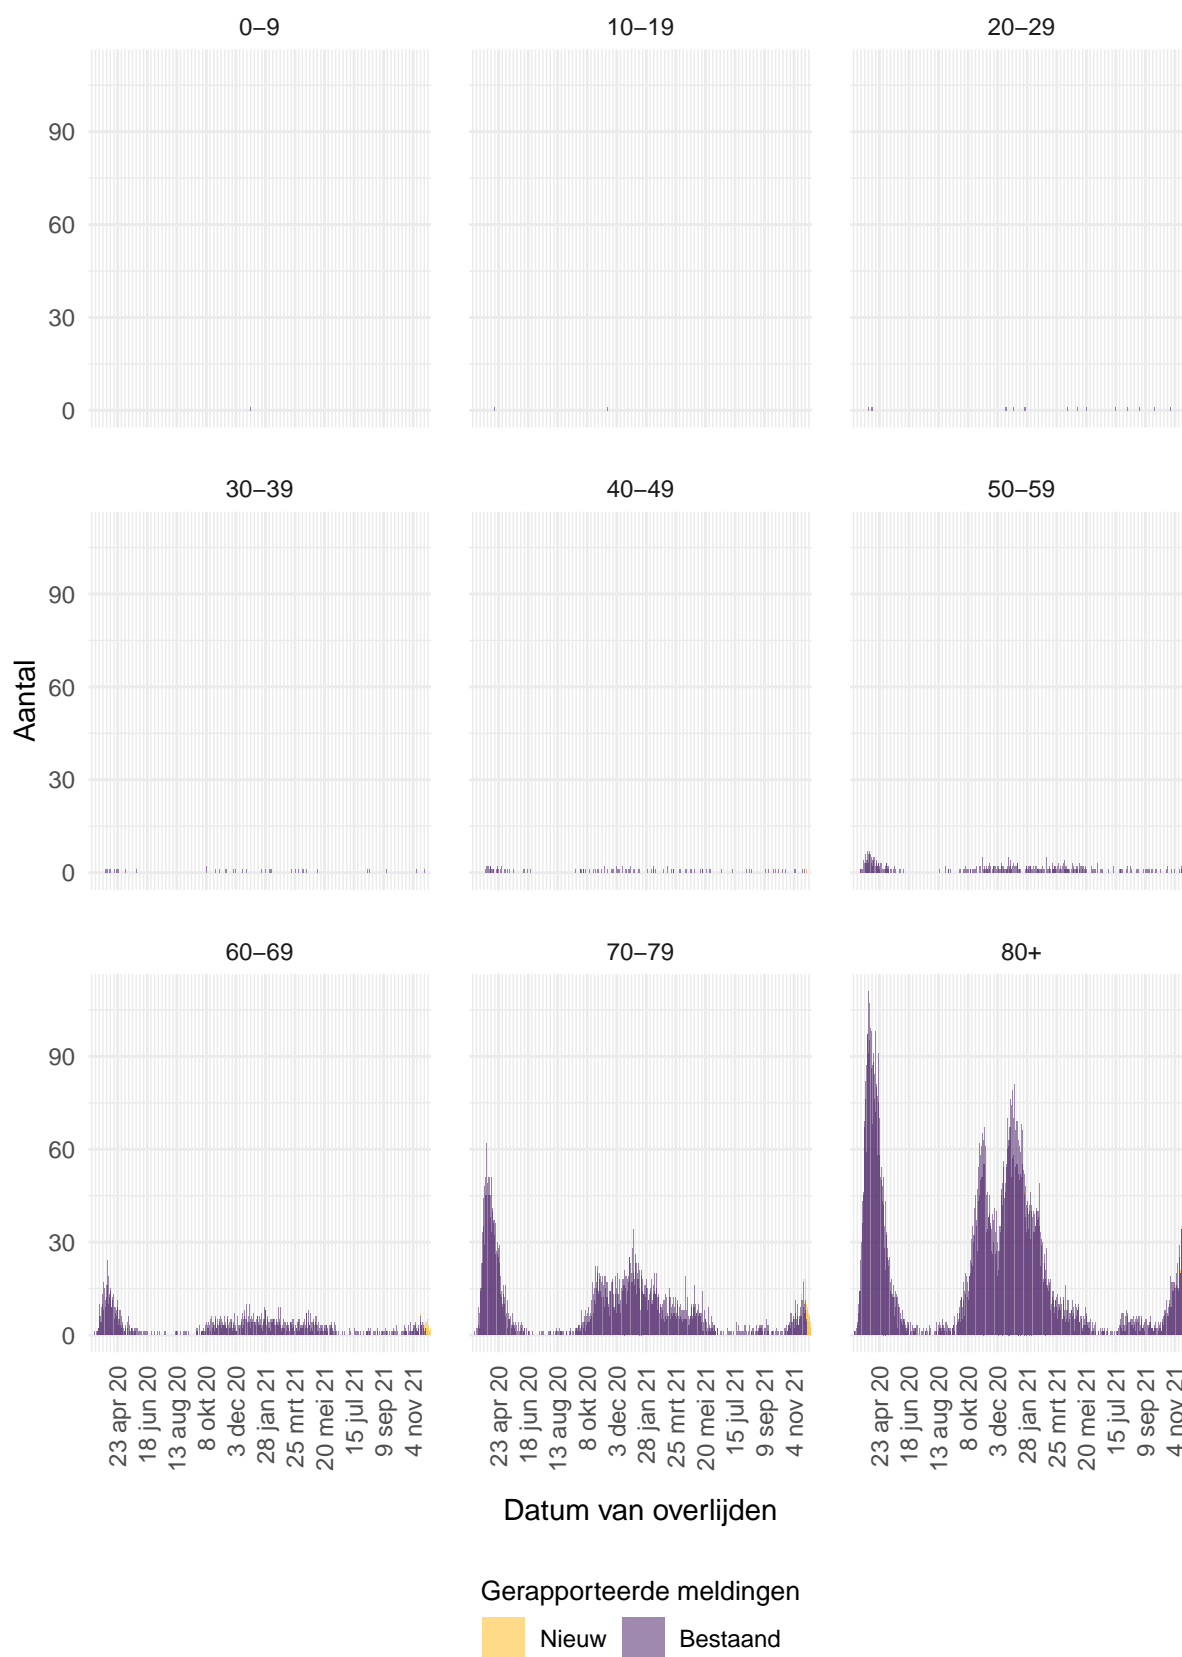 0–9 10–19 20–29
90
60
30
0
30–39 40–49 50–59
90
60
30
0
Aantal
60–69 70–79 80+
90
60
30
0
23 apr 20 18 jun 20 13 aug 20 8 okt 20 3 dec 20 28 jan 21 25 mrt 21 20 mei 21 15 jul 21 9 sep 21 4 nov 21 23 apr 20 18 jun 20 13 aug 20 8 okt 20 3 dec 20 28 jan 21 25 mrt 21 20 mei 21 15 jul 21 9 sep 21 4 nov 21 23 apr 20 18 jun 20 13 aug 20 8 okt 20 3 dec 20 28 jan 21 25 mrt 21 20 mei 21 15 jul 21 9 sep 21 4 nov
Datum van overlijden
Gerapporteerde meldingen
Nieuw Bestaand